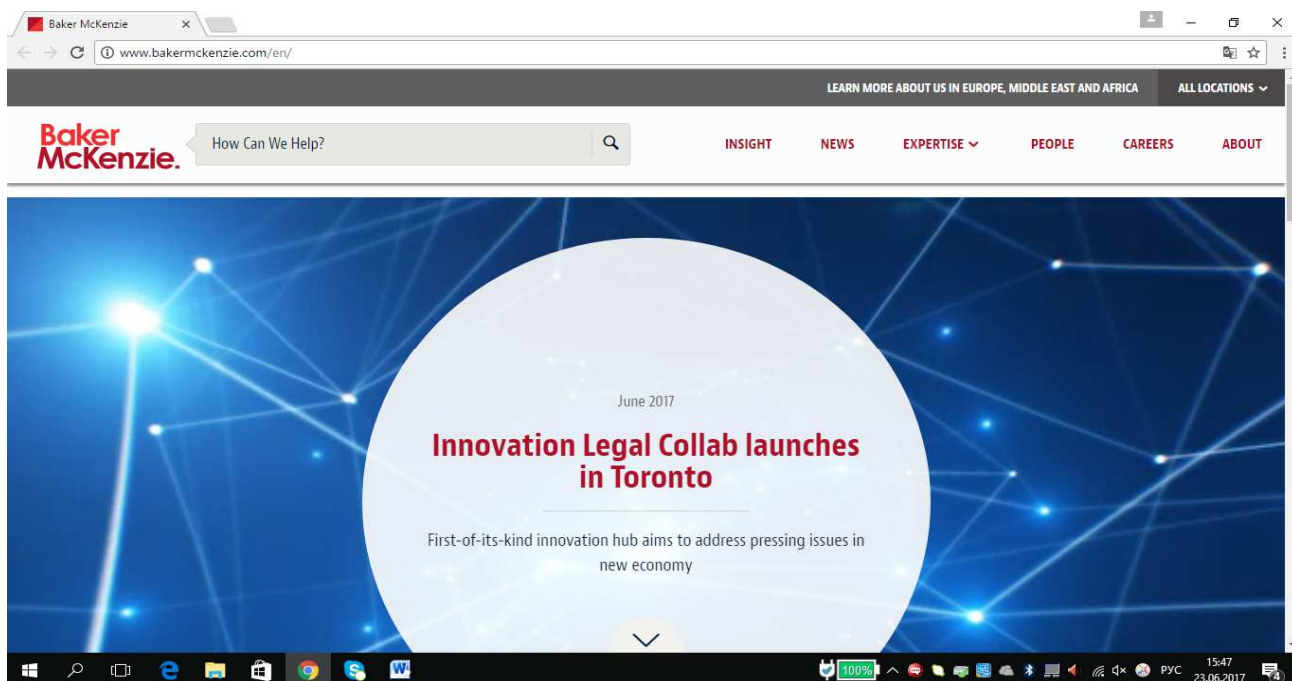 Baker McKenzie
www.bakermckenzie.com/en/
LEARN MORE ABOUT US IN EUROPE, MIDDLE EAST AND AFRICA
ALL LOCATIONS
Baker
McKenzie.
How Can We Help?
INSIGHT NEWS EXPERTISE PEOPLE CAREERS ABOUT
June 2017
Innovation Legal Collab launches
in Toronto
First-of-its-kind innovation hub aims to address pressing issues in
new economy
100%
РУС
15:47
23.06.2017
4